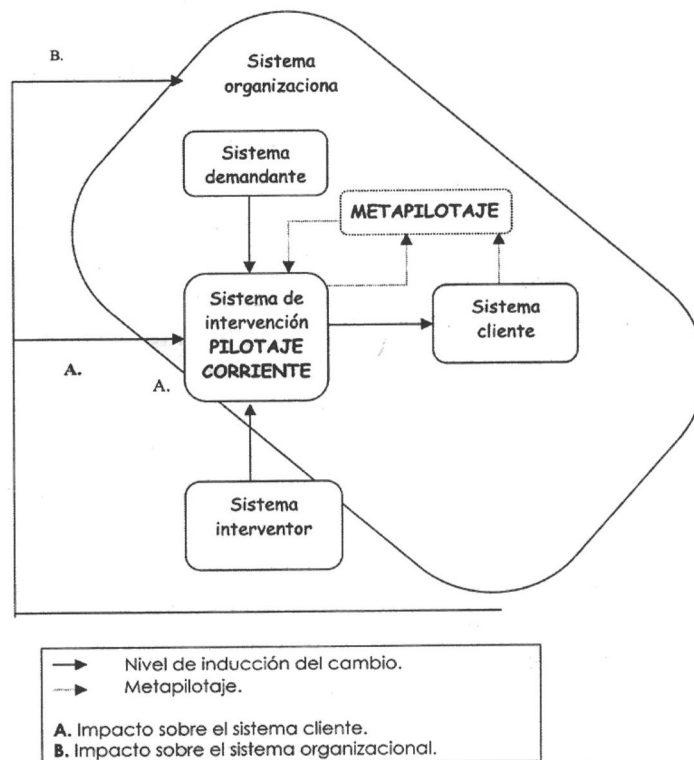 B.
Sistema
organizaciona
Sistema
demandante
METAPILOTAJE
Sistema de
intervención
PILOTAJE
CORRIENTE
Sistema
cliente
A.
A.
Sistema
interventor
Nivel de inducción del cambio.
Metapilotaje.
A. Impacto sobre el sistema cliente.
B. Impacto sobre el sistema organizacional.